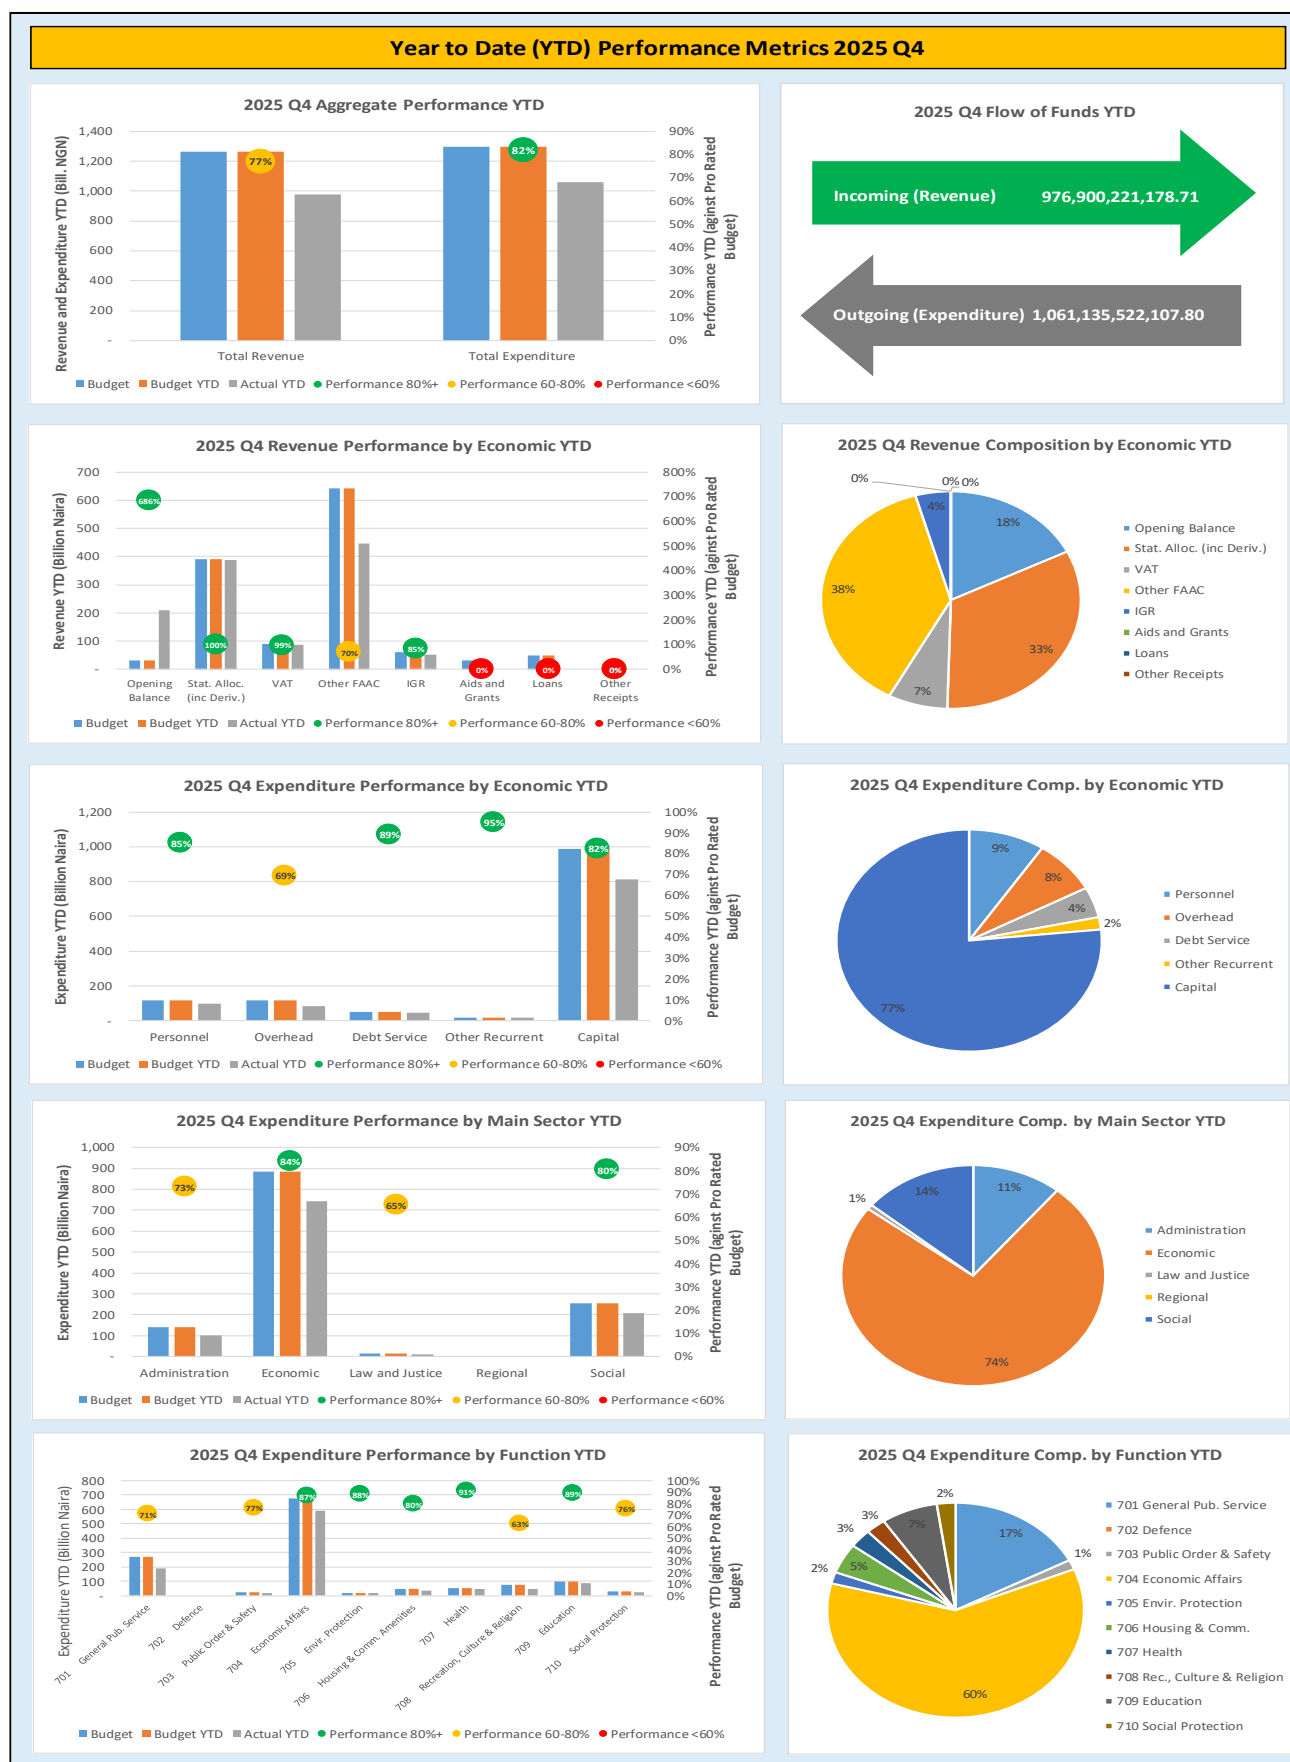 Year to Date (YTD) Performance Metrics 2025 Q4
2025 Q4 Aggregate Performance YTD
Revenue and Expenditure YTD (Bill. NGN)
1,400
1,200
1,000
800
600
400
200
-
77%
82%
90%
80%
70%
60%
50%
40%
30%
20%
10%
0%
Performance YTD (aginst Pro Rated
Budget)
Total Revenue
Total Expenditure
Budget
Budget YTD
Actual YTD
Performance 80%+
Performance 60-80%
Performance <60%
2025 Q4 Flow of Funds YTD
Incoming (Revenue) 976,900,221,178.71
Outgoing (Expenditure) 1,061,135,522,107.80
2025 Q4 Revenue Performance by Economic YTD
Revenue YTD (Billion Naira)
700
600
500
400
300
200
100
-
686%
100%
99%
70%
85%
0%
0%
0%
800%
700%
600%
500%
400%
300%
200%
100%
0%
Performance YTD (aginst Pro Rated
Budget)
Opening
Balance
Stat. Alloc.
(inc Deriv.)
VAT
Other FAAC
IGR
Aids and
Grants
Loans
Other
Receipts
Budget
Budget YTD
Actual YTD
Performance 80%+
Performance 60-80%
Performance <60%
2025 Q4 Revenue Composition by Economic YTD
0%
0%
0%
4%
18%
38%
33%
7%
Opening Balance
Stat. Alloc. (inc Deriv.)
VAT
Other FAAC
IGR
Aids and Grants
Loans
Other Receipts
2025 Q4 Expenditure Performance by Economic YTD
Expenditure YTD (Billion Naira)
1,200
1,000
800
600
400
200
-
85%
69%
89%
95%
82%
100%
90%
80%
70%
60%
50%
40%
30%
20%
10%
0%
Performance YTD (aginst Pro Rated
Budget)
Personnel
Overhead
Debt Service
Other Recurrent
Capital
Budget
Budget YTD
Actual YTD
Performance 80%+
Performance 60-80%
Performance <60%
2025 Q4 Expenditure Comp. by Economic YTD
9%
8%
4%
2%
77%
Personnel
Overhead
Debt Service
Other Recurrent
Capital
2025 Q4 Expenditure Performance by Main Sector YTD
Expenditure YTD (Billion Naira)
1,000
900
800
700
600
500
400
300
200
100
-
73%
84%
65%
80%
90%
80%
70%
60%
50%
40%
30%
20%
10%
0%
Performance YTD (aginst Pro Rated
Budget)
Administration
Economic
Law and Justice
Regional
Social
Budget
Budget YTD
Actual YTD
Performance 80%+
Performance 60-80%
Performance <60%
2025 Q4 Expenditure Comp. by Main Sector YTD
14%
11%
1%
74%
Administration
Economic
Law and Justice
Regional
Social
2025 Q4 Expenditure Performance by Function YTD
Expenditure YTD (Billion Naira)
800
700
600
500
400
300
200
100
-
71%
77%
87%
88%
80%
91%
63%
89%
76%
100%
90%
80%
70%
60%
50%
40%
30%
20%
10%
0%
Performance YTD (aginst Pro Rated
Budget)
701 General Pub. Service
702 Defence
703 Public Order & Safety
704 Economic Affairs
705 Envir. Protection
706 Housing & Comm. Amenities
707 Health
708 Recreation, Culture & Religion
709 Education
710 Social Protection
Budget
Budget YTD
Actual YTD
Performance 80%+
Performance 60-80%
Performance <60%
2025 Q4 Expenditure Comp. by Function YTD
2%
7%
3%
3%
5%
2%
17%
1%
60%
701 General Pub. Service
702 Defence
703 Public Order & Safety
704 Economic Affairs
705 Envir. Protection
706 Housing & Comm.
707 Health
708 Rec., Culture & Religion
709 Education
710 Social Protection